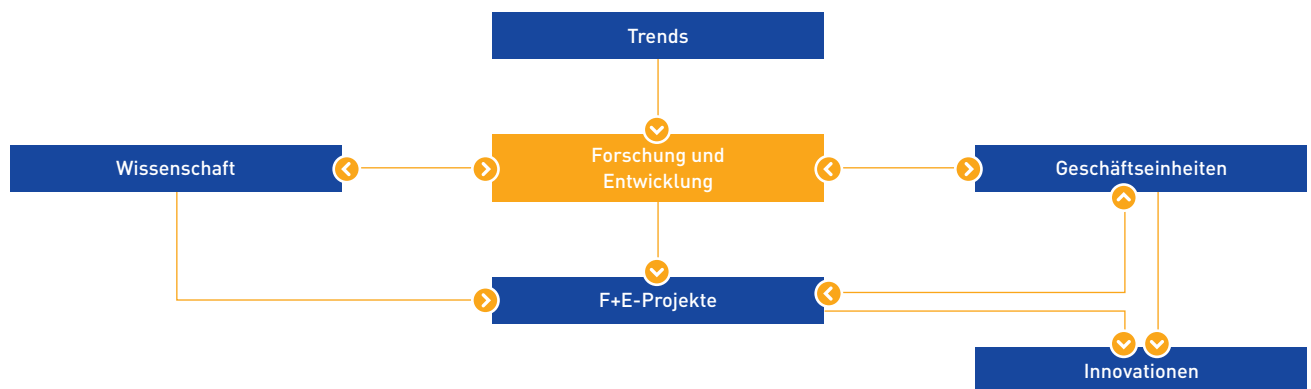 Trends
Wissenschaft
Forschung und
Entwicklung
Geschäftseinheiten
F+E-Projekte
Innovationen